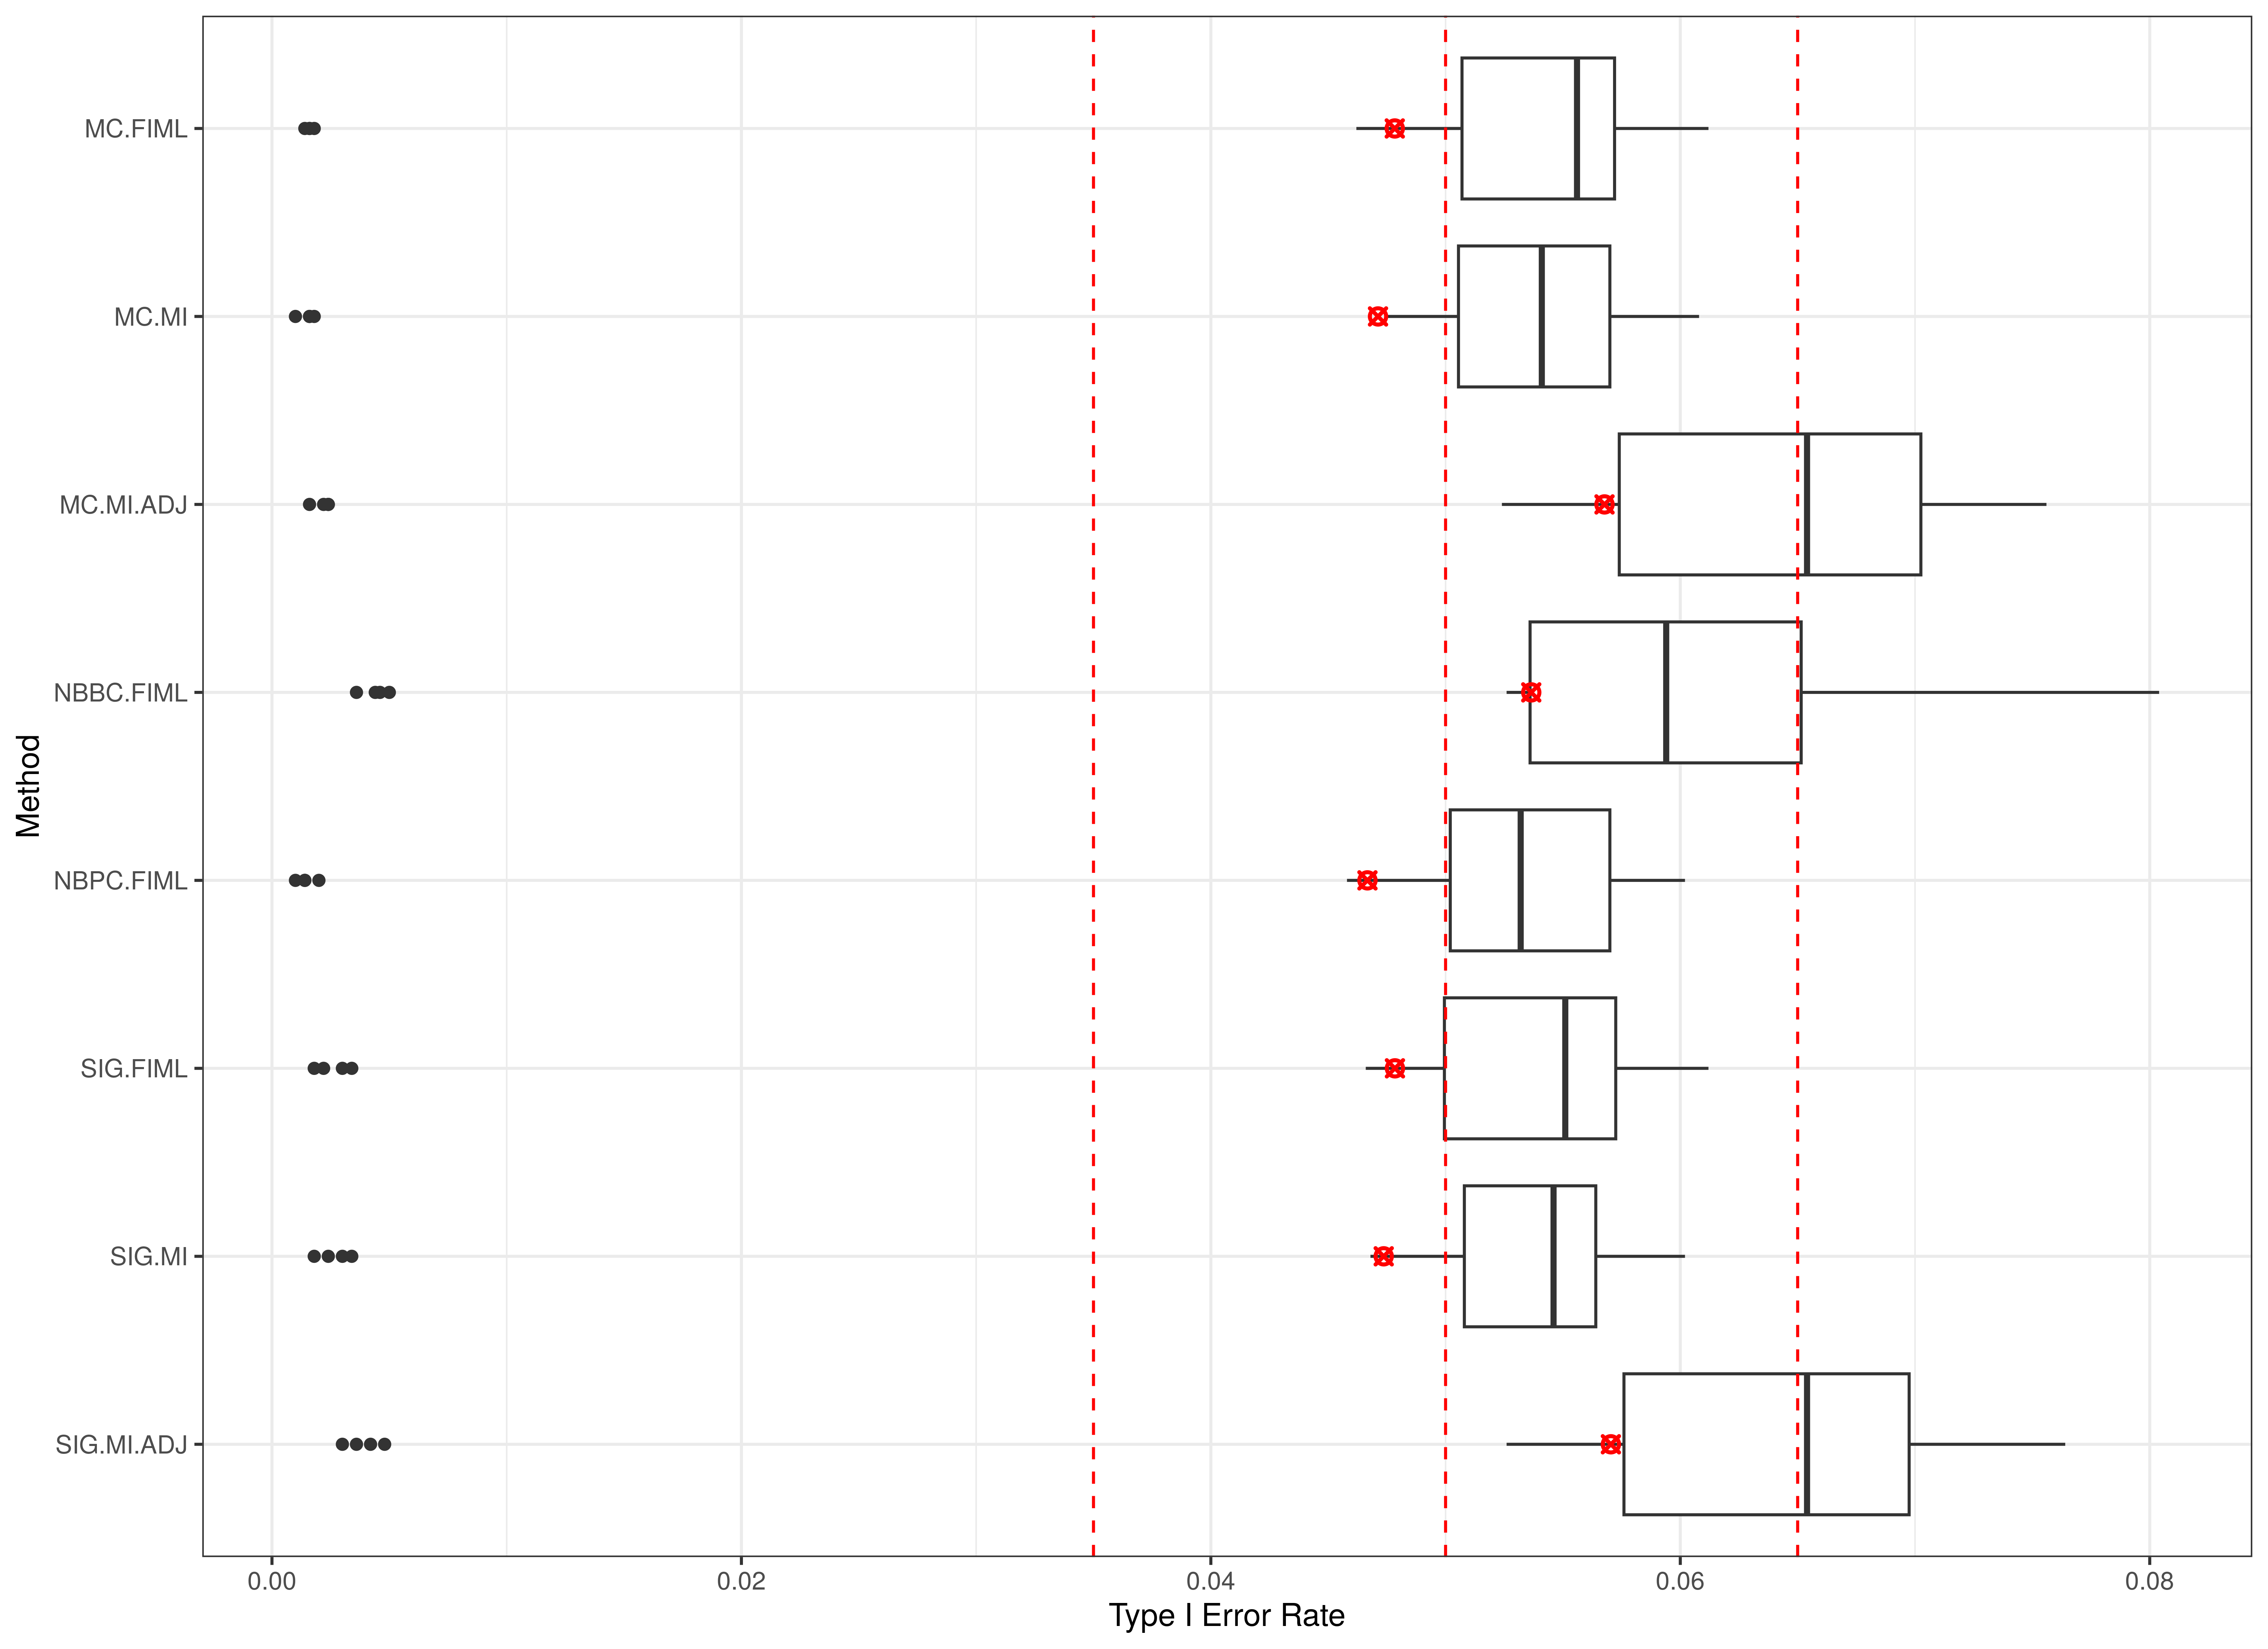 MC.FIML
MC.MI
MC.MI.ADJ
NBBC.FIML
NBPC.FIML
SIG.FIML
SIG.MI
SIG.MI.ADJ
Method
0.00 0.02 0.04 0.06 0.08
Type I Error Rate